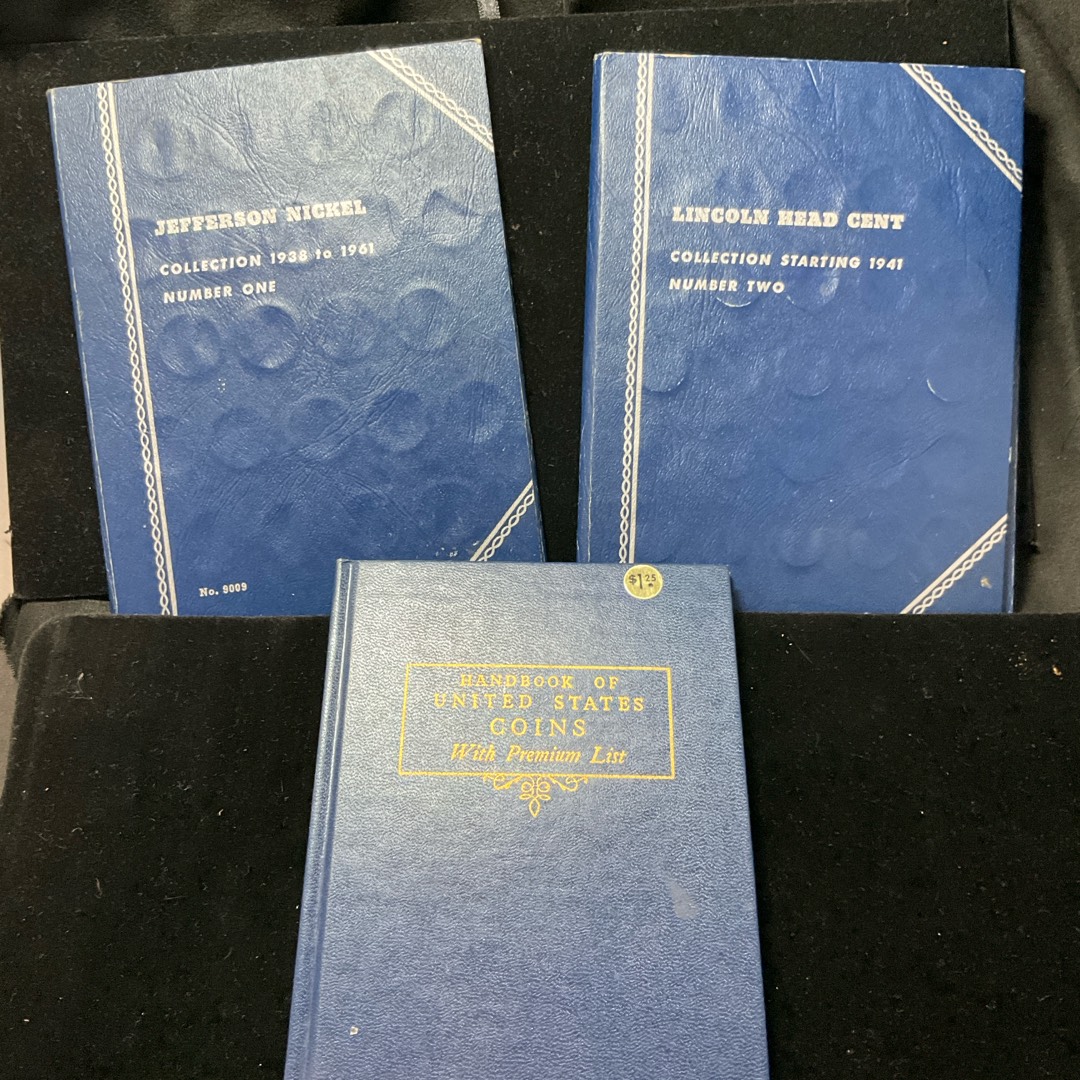 JEFFERSON NICKEL
COLLECTION 1938 to 1961
NUMBER ONE
No. 9009
LINCOLN HEAD CENT
COLLECTION STARTING 1941
NUMBER TWO
$1.25
HANDBOOK OF
UNITED STATES
COINS
With Premium List